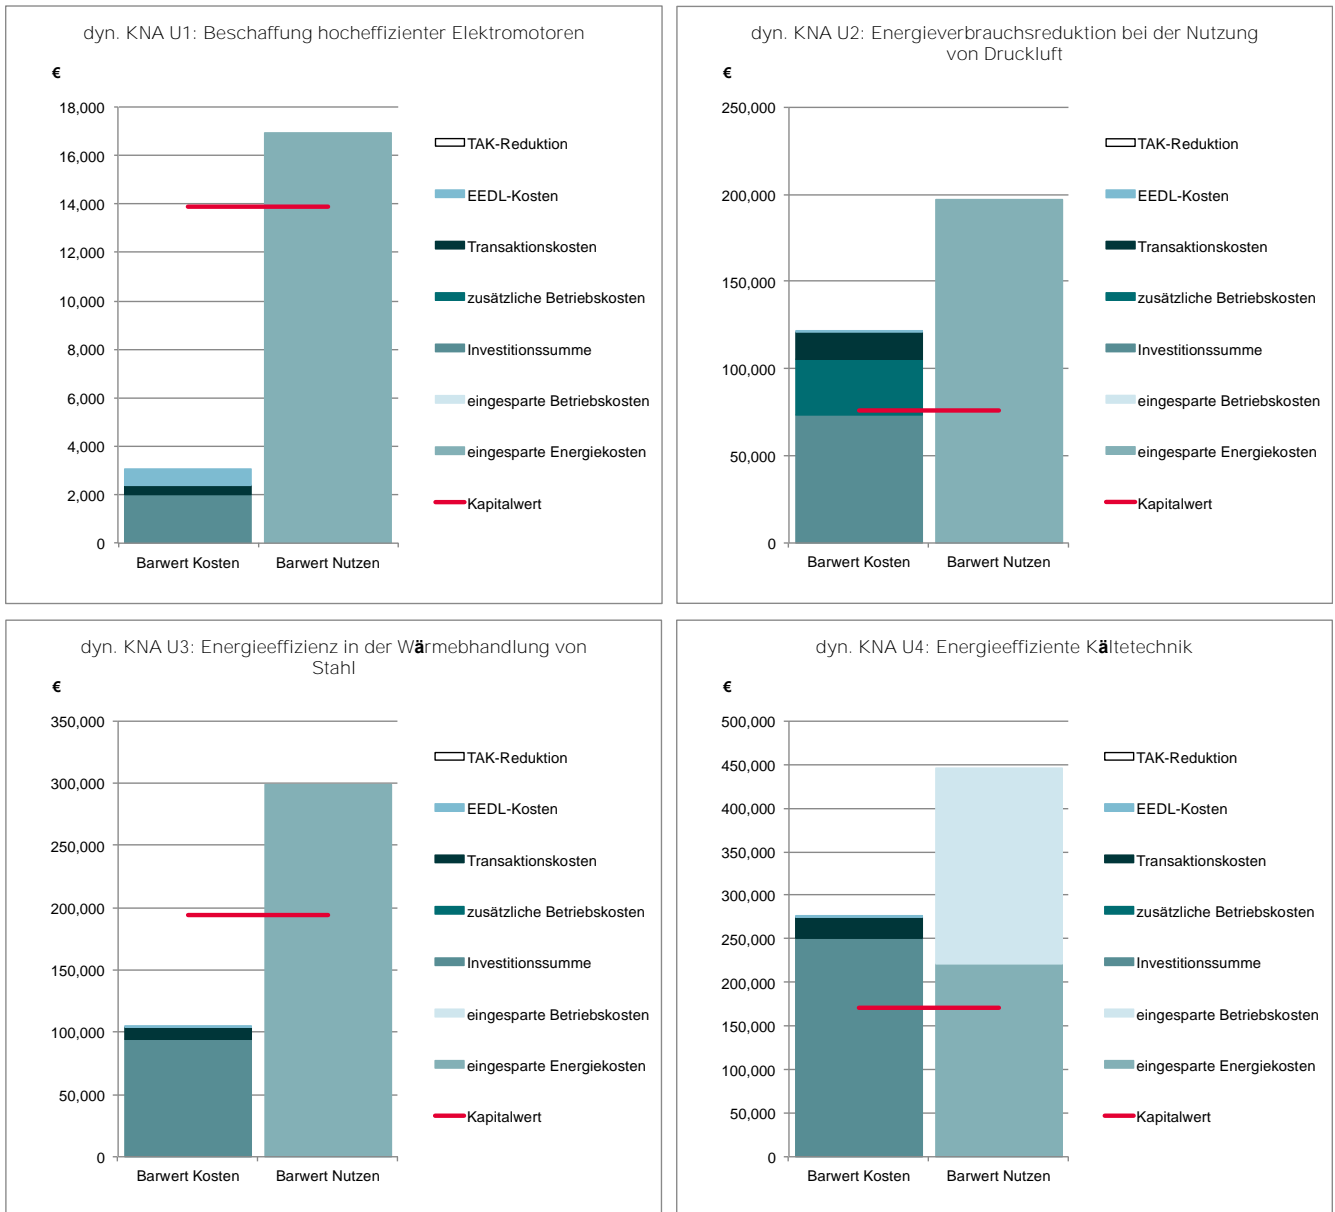 dyn. KNA U1: Beschaffung hocheffizienter Elektromotoren
€
18,000
16,000
14,000
12,000
10,000
8,000
6,000
4,000
2,000
0
Barwert Kosten
Barwert Nutzen
TAK-Reduktion
EEDL-Kosten
Transaktionskosten
zusätzliche Betriebskosten
Investitionssumme
eingesparte Betriebskosten
eingesparte Energiekosten
Kapitalwert
dyn. KNA U2: Energieverbrauchsreduktion bei der Nutzung
von Druckluft
€
250,000
200,000
150,000
100,000
50,000
0
Barwert Kosten
Barwert Nutzen
TAK-Reduktion
EEDL-Kosten
Transaktionskosten
zusätzliche Betriebskosten
Investitionssumme
eingesparte Betriebskosten
eingesparte Energiekosten
Kapitalwert
dyn. KNA U3: Energieeffizienz in der Wärmebhandlung von
Stahl
€
350,000
300,000
250,000
200,000
150,000
100,000
50,000
0
Barwert Kosten
Barwert Nutzen
TAK-Reduktion
EEDL-Kosten
Transaktionskosten
zusätzliche Betriebskosten
Investitionssumme
eingesparte Betriebskosten
eingesparte Energiekosten
Kapitalwert
dyn. KNA U4: Energieeffiziente Kältetechnik
€
500,000
450,000
400,000
350,000
300,000
250,000
200,000
150,000
100,000
50,000
0
Barwert Kosten
Barwert Nutzen
TAK-Reduktion
EEDL-Kosten
Transaktionskosten
zusätzliche Betriebskosten
Investitionssumme
eingesparte Betriebskosten
eingesparte Energiekosten
Kapitalwert